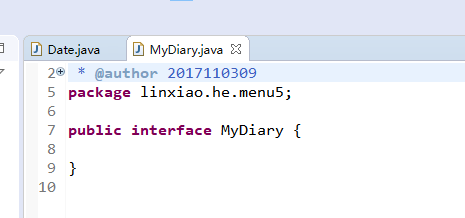 Date.java
MyDiary.java
2 * @author 2017110309
5 package linxiao.he.menu5;
6
7 public interface MyDiary {
8
9 }
10